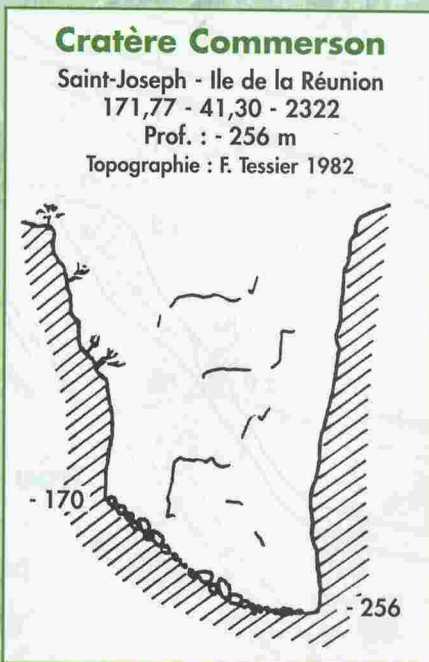 Cratère Commerson
Saint-Joseph - Ile de la Réunion
171,77 - 41,30 - 2322
Prof. : - 256 m
Topographie : F. Tessier 1982
- 170
- 256